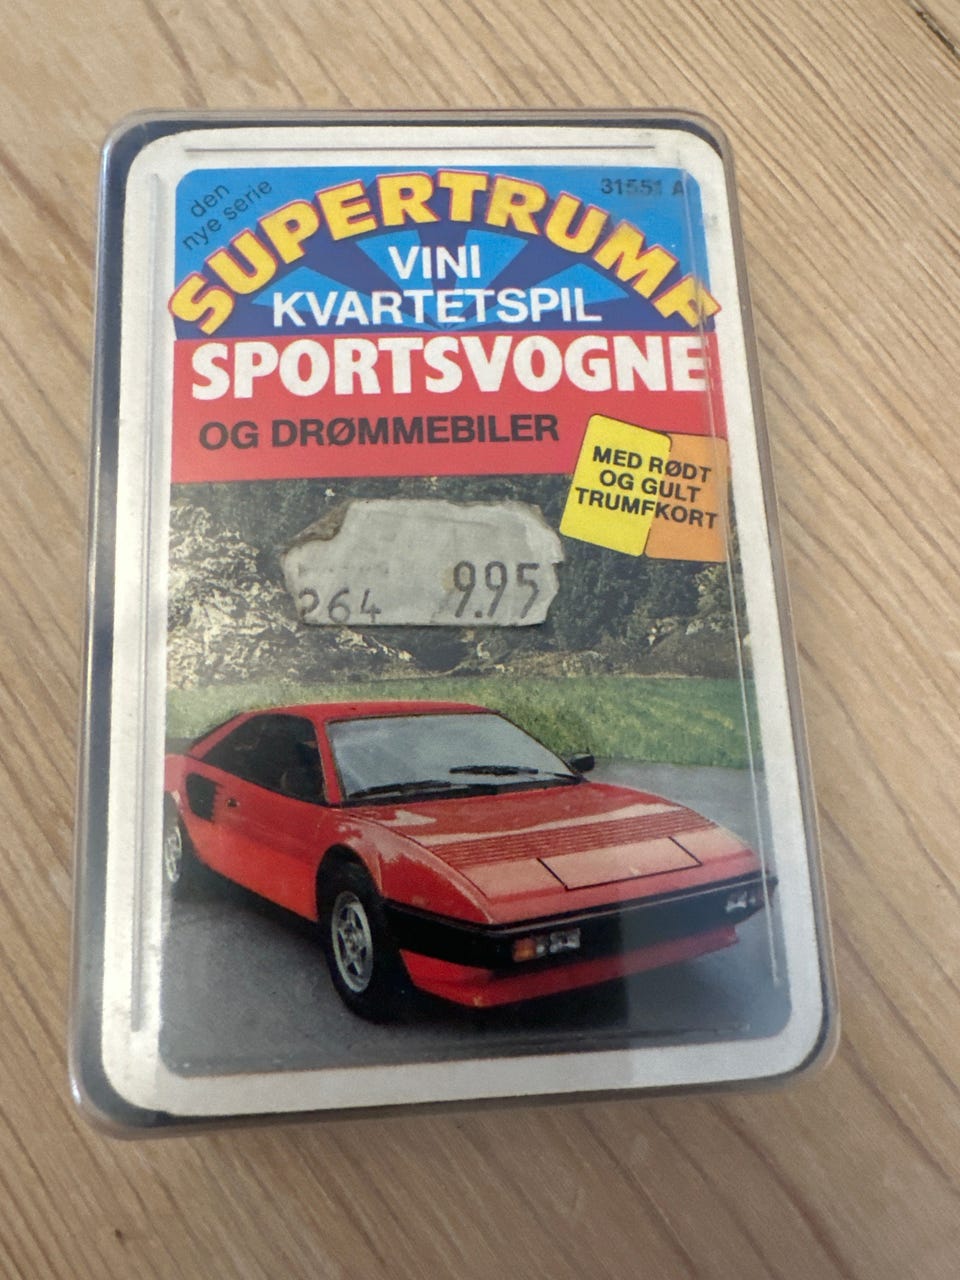 den
nye serie
31551 A
SUPERTRUMF
VINI
KVARTETSPIL
SPORTSVOGNE
OG DRØMMEBILER
MED RØDT
OG GULT
TRUMFKORT
264 9.95